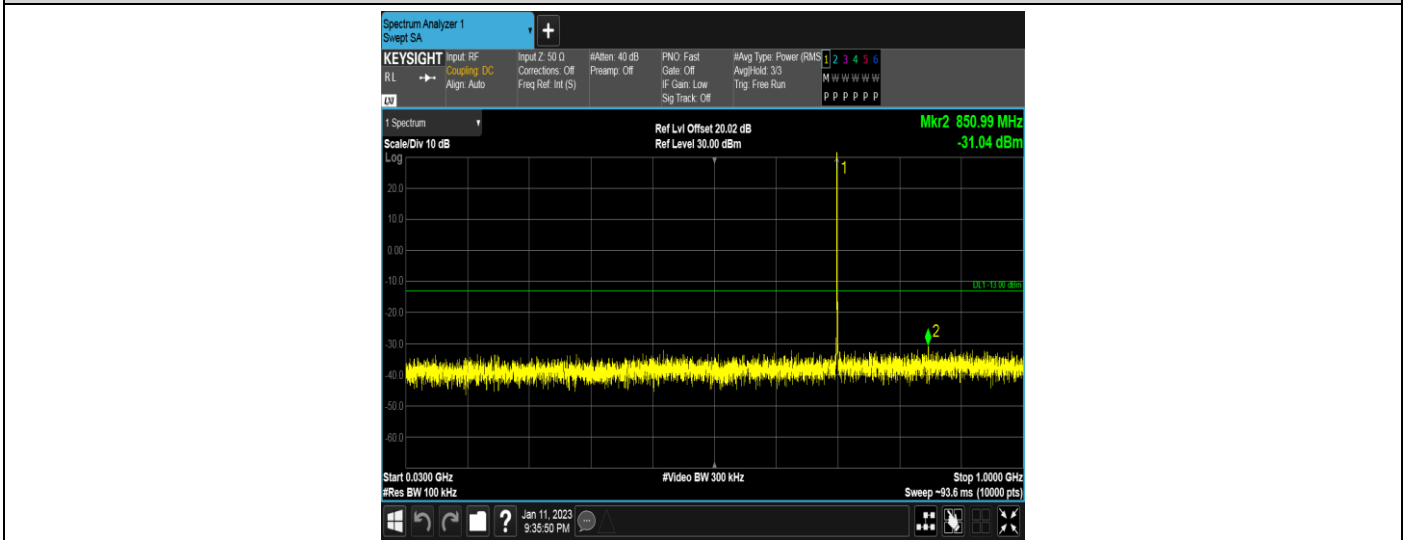 Spectrum Analyzer 1
Swept SA
+
KEYSIGHT Input: RF Input Z: 50 Ω #Atten: 40 dB PNO: Fast #Avg Type: Power (RMS 1 2 3 4 5 6
RL Coupling: DC Corrections: Off Preamp: Off Gate: Off Avg|Hold: 3/3 M W W W W W
Align: Auto Freq Ref: Int (S) IF Gain: Low Trig: Free Run P P P P P P
LXI Sig Track: Off
1 Spectrum Ref Lvl Offset 20.02 dB Mkr2 850.99 MHz
Scale/Div 10 dB Ref Level 30.00 dBm -31.04 dBm
Log
1
20.0
10.0
0.00
-10.0
DL1 -13.00 dBm
-20.0
2
-30.0
-40.0
-50.0
-60.0
Start 0.0300 GHz #Video BW 300 kHz Stop 1.0000 GHz
#Res BW 100 kHz Sweep ~93.6 ms (10000 pts)
? Jan 11, 2023
9:35:50 PM